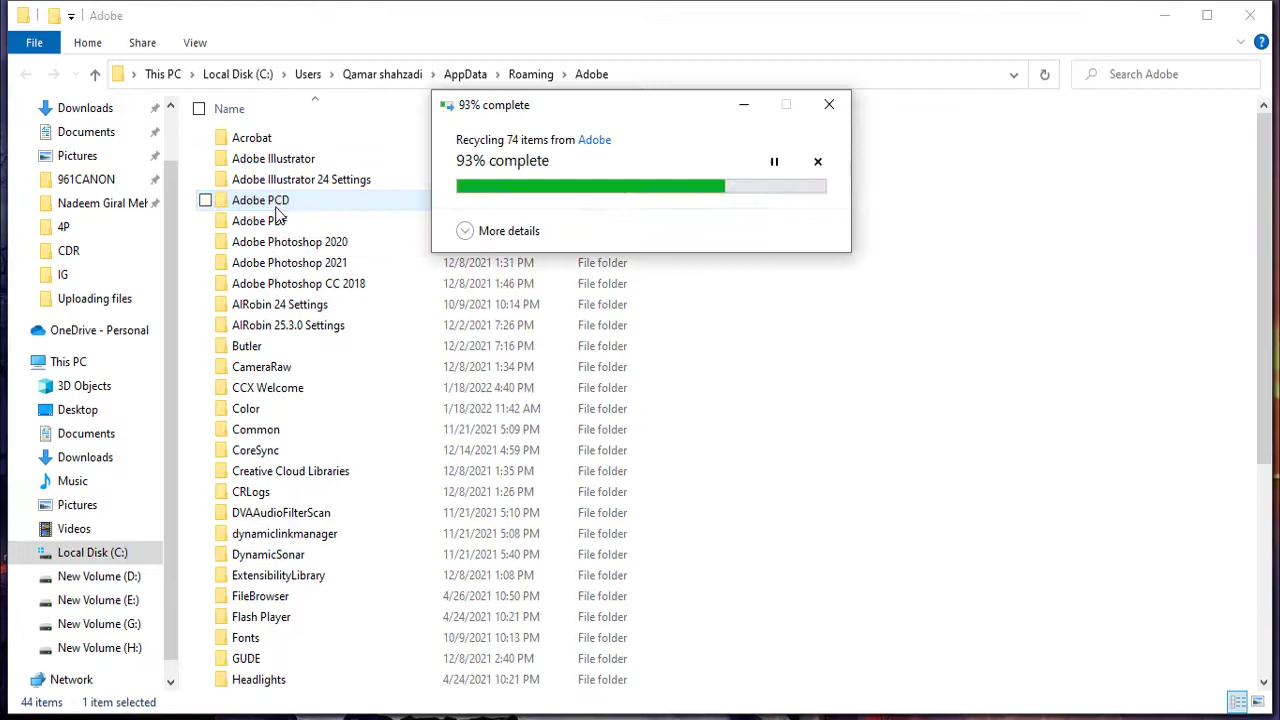 Adobe
File Home Share View
This PC Local Disk (C:) Users Qamar shahzadi AppData Roaming Adobe Search Adobe
93% complete
Recycling 74 items from Adobe
93% complete
More details
Downloads
Documents
Pictures
961CANON
Nadeem Giral Meh
4P
CDR
IG
Uploading files
OneDrive - Personal
This PC
3D Objects
Desktop
Documents
Downloads
Music
Pictures
Videos
Local Disk (C:)
New Volume (D:)
New Volume (E:)
New Volume (G:)
New Volume (H:)
Network
Name
Acrobat
Adobe Illustrator
Adobe Illustrator 24 Settings
Adobe PCD
Adobe
Adobe Photoshop 2020
Adobe Photoshop 2021 12/8/2021 1:31 PM File folder
Adobe Photoshop CC 2018 12/8/2021 1:46 PM File folder
AIRobin 24 Settings 10/9/2021 10:14 PM File folder
AIRobin 25.3.0 Settings 12/2/2021 7:26 PM File folder
Butler 12/2/2021 7:16 PM File folder
CameraRaw 12/8/2021 1:34 PM File folder
CCX Welcome 1/18/2022 4:40 PM File folder
Color 1/18/2022 11:42 AM File folder
Common 11/21/2021 5:09 PM File folder
CoreSync 12/14/2021 4:59 PM File folder
Creative Cloud Libraries 12/8/2021 1:35 PM File folder
CRLogs 12/8/2021 1:26 PM File folder
DVAAudioFilterScan 11/21/2021 5:10 PM File folder
dynamiclinkmanager 11/21/2021 5:08 PM File folder
DynamicSonar 11/21/2021 5:40 PM File folder
ExtensibilityLibrary 12/8/2021 1:08 PM File folder
FileBrowser 4/26/2021 10:50 PM File folder
Flash Player 4/24/2021 10:21 PM File folder
Fonts 10/9/2021 10:13 PM File folder
GUDE 12/8/2021 2:40 PM File folder
Headlights 4/24/2021 10:21 PM File folder
44 items 1 item selected